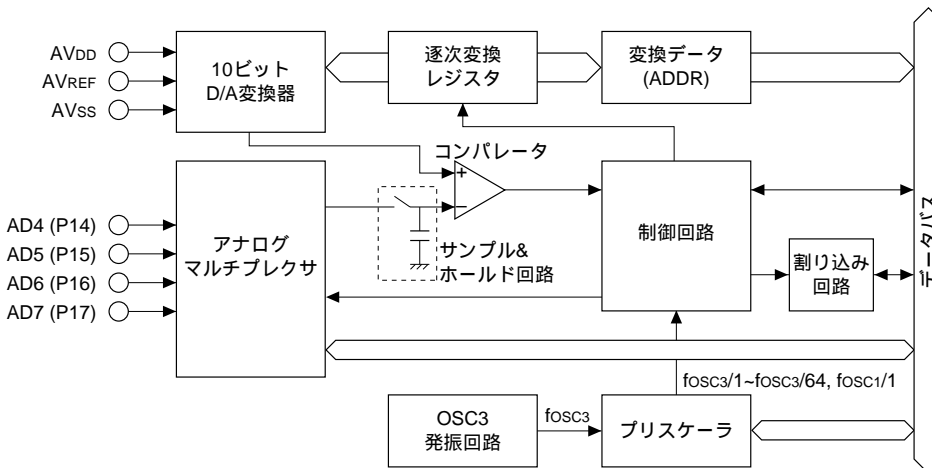 AVDD
AVREF
AVSS
10ビット
D/A変換器
逐次変換
レジスタ
変換データ
(ADDR)
コンパレータ
+
−
AD4 (P14)
AD5 (P15)
AD6 (P16)
AD7 (P17)
アナログ
マルチプレクサ
サンプル&
ホールド回路
制御回路
割り込み
回路
データバス
fOSC3/1~fOSC3/64, fOSC1/1
OSC3
発振回路
fOSC3
プリスケーラ